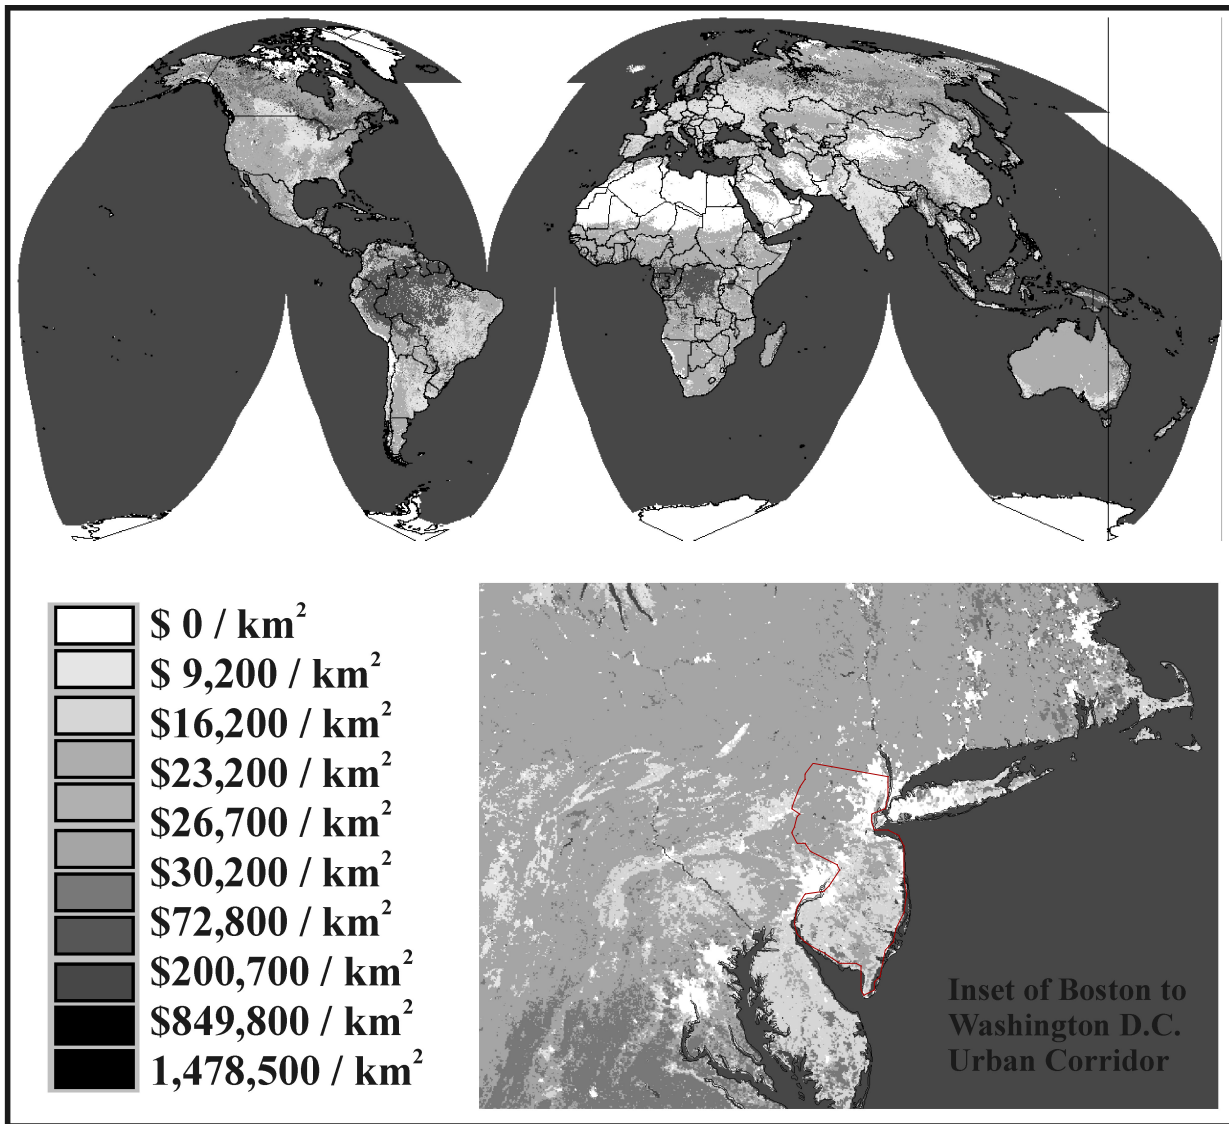 $ 0 / km²
$ 9,200 / km²
$16,200 / km²
$23,200 / km²
$26,700 / km²
$30,200 / km²
$72,800 / km²
$200,700 / km²
$849,800 / km²
1,478,500 / km²
Inset of Boston to
Washington D.C.
Urban Corridor